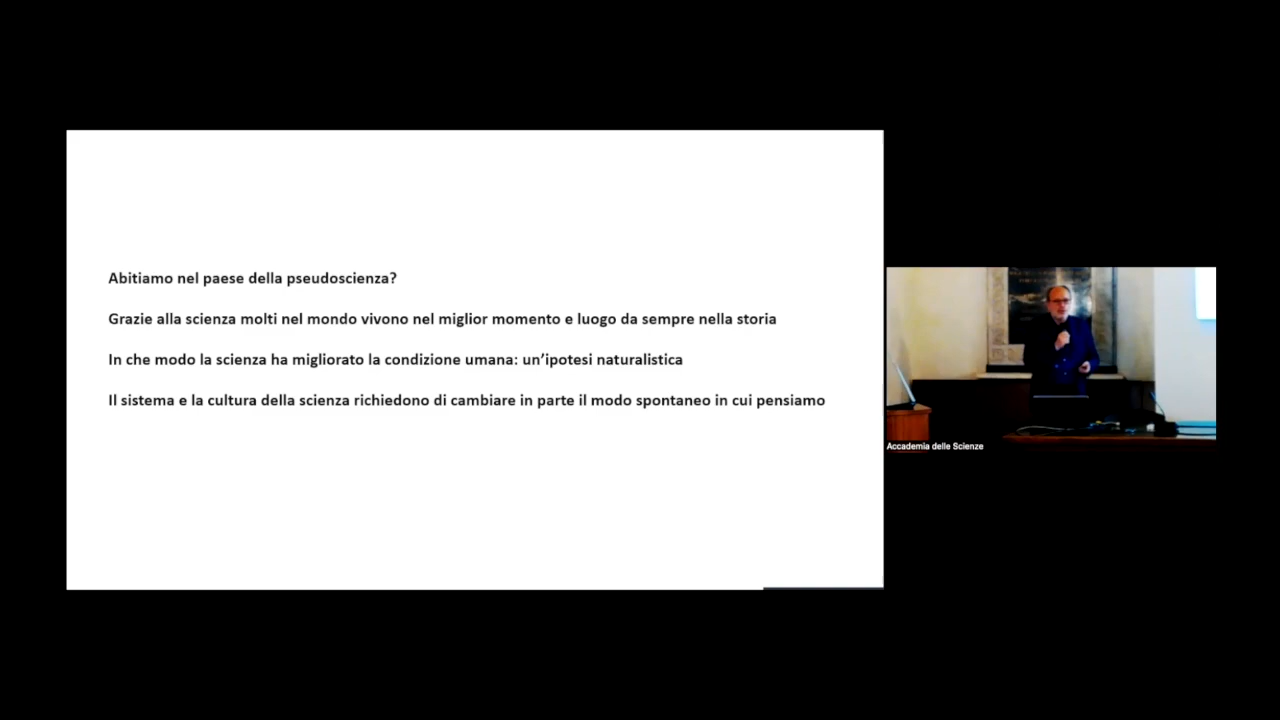 Abitiamo nel paese della pseudoscienza?
Grazie alla scienza molti nel mondo vivono nel miglior momento e luogo da sempre nella storia
In che modo la scienza ha migliorato la condizione umana: un'ipotesi naturalistica
Il sistema e la cultura della scienza richiedono di cambiare in parte il modo spontaneo in cui pensiamo
Accademia delle Scienze